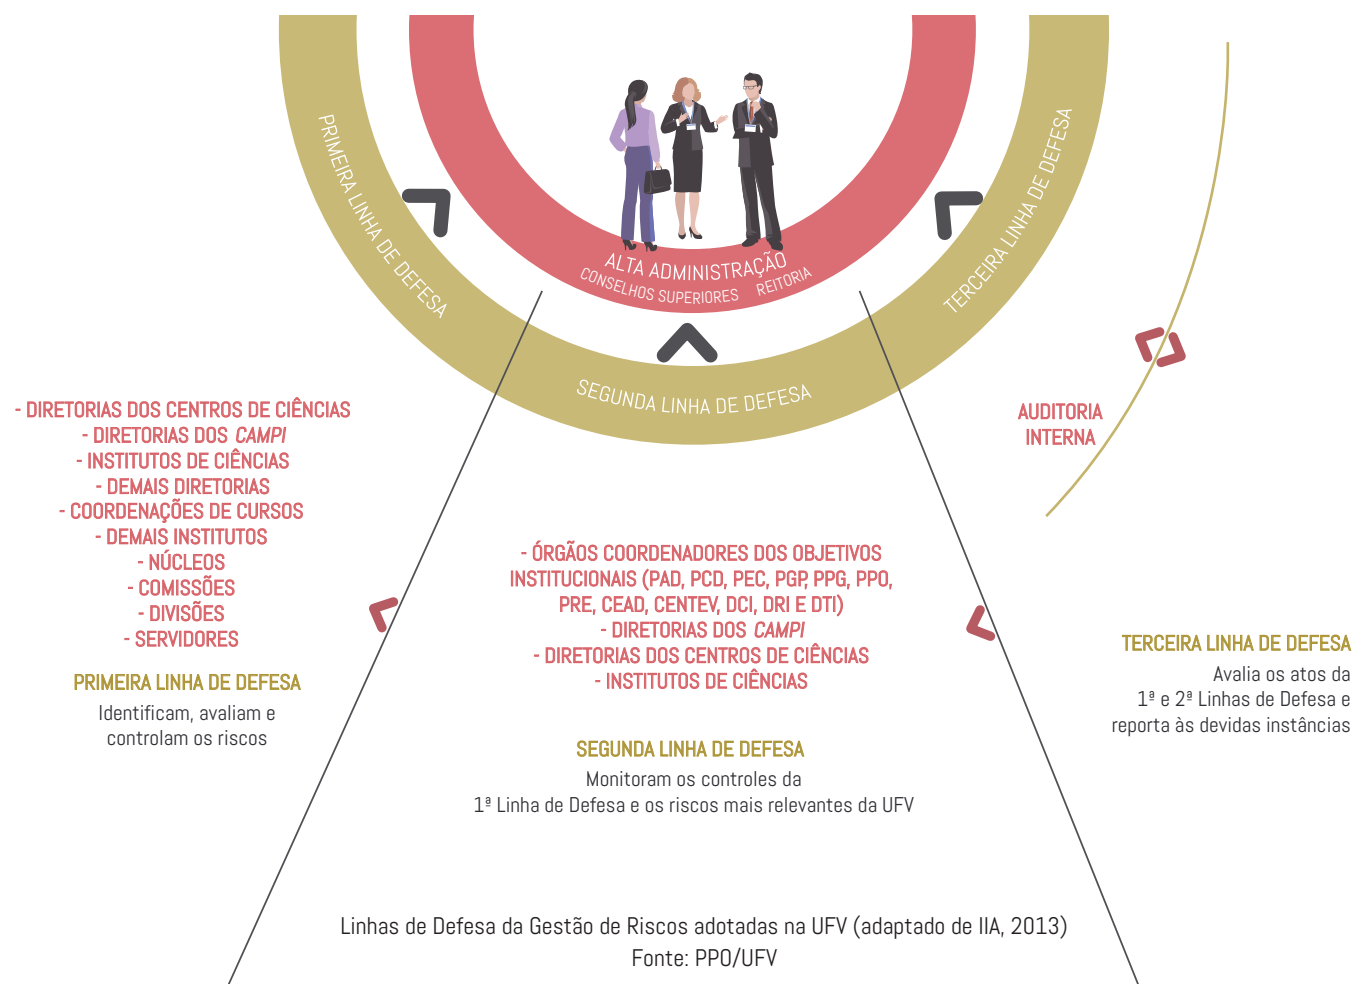 PRIMEIRA LINHA DE DEFESA
TERCEIRA LINHA DE DEFESA
ALTA ADMINISTRAÇÃO
CONSELHOS SUPERIORES REITORIA
SEGUNDA LINHA DE DEFESA
- DIRETORIAS DOS CENTROS DE CIÊNCIAS
- DIRETORIAS DOS CAMPI
- INSTITUTOS DE CIÊNCIAS
- DEMAIS DIRETORIAS
- COORDENAÇÕES DE CURSOS
- DEMAIS INSTITUTOS
- NÚCLEOS
- COMISSÕES
- DIVISÕES
- SERVIDORES
PRIMEIRA LINHA DE DEFESA
Identificam, avaliam e
controlam os riscos
- ÓRGÃOS COORDENADORES DOS OBJETIVOS
INSTITUCIONAIS (PAD, PCD, PEC, PGP, PPG, PPO,
PRE, CEAD, CENTEV, DCI, DRI E DTI)
- DIRETORIAS DOS CAMPI
- DIRETORIAS DOS CENTROS DE CIÊNCIAS
- INSTITUTOS DE CIÊNCIAS
SEGUNDA LINHA DE DEFESA
Monitoram os controles da
1ª Linha de Defesa e os riscos mais relevantes da UFV
AUDITORIA
INTERNA
TERCEIRA LINHA DE DEFESA
Avalia os atos da
1ª e 2ª Linhas de Defesa e
reporta às devidas instâncias
Linhas de Defesa da Gestão de Riscos adotadas na UFV (adaptado de IIA, 2013)
Fonte: PPO/UFV